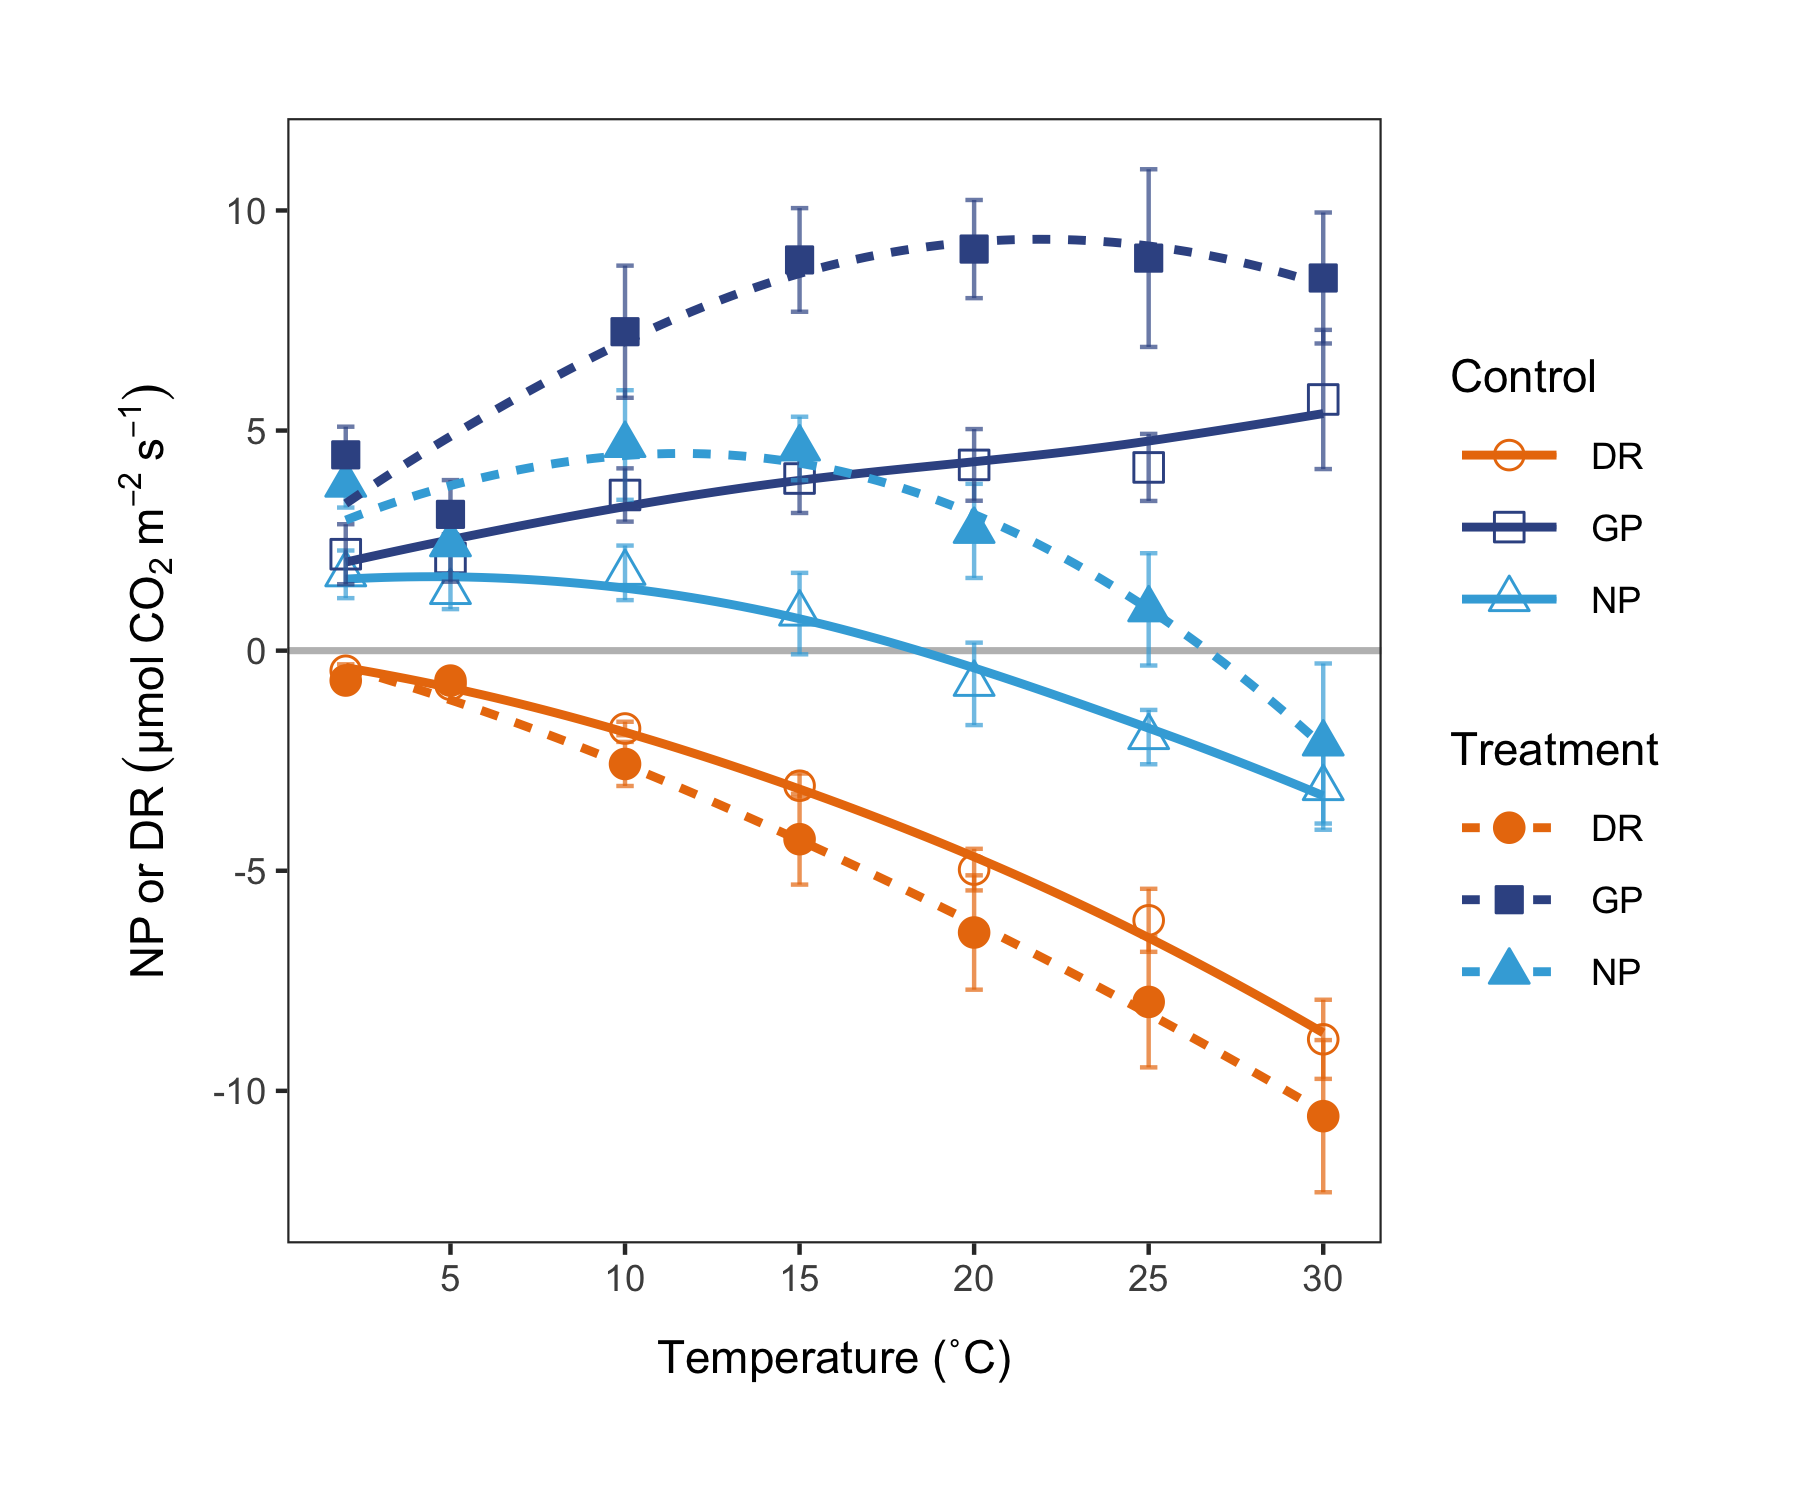 10
5
0
-5
-10
NP or DR (μmol CO₂ m⁻² s⁻¹)
5 10 15 20 25 30
Temperature (˚C)
Control
DR
GP
NP
Treatment
DR
GP
NP